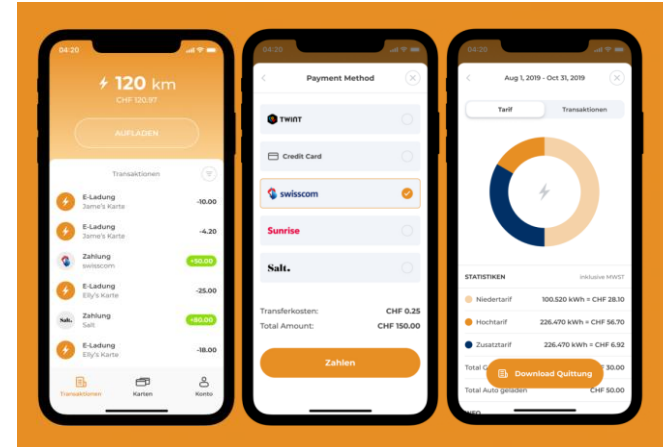 04:20
120 km
CHF 120.97
AUFLADEN
Transaktionen
E-Ladung
Jame's Karte
-10.00
E-Ladung
Jame's Karte
-4.20
Zahlung
swisscom
+50.00
E-Ladung
Elly's Karte
-25.00
Salt.
Zahlung
Salt
+60.00
E-Ladung
Elly's Karte
-18.00
Transaktionen
Karten
Konto
04:20
Payment Method
TWINT
Credit Card
swisscom
Sunrise
Salt.
Transferkosten:
CHF 0.25
Total Amount:
CHF 150.00
Zahlen
04:20
Aug 1, 2019 - Oct 31, 2019
Tarif
Transaktionen
STATISTIKEN
inklusive MWST
Niedertarif
100.520 kWh = CHF 28.10
Hochtarif
226.470 kWh = CHF 56.70
Zusatztarif
226.470 kWh = CHF 6.92
Total
30.00
Download Quittung
Total Auto geladen
CHF 50.00